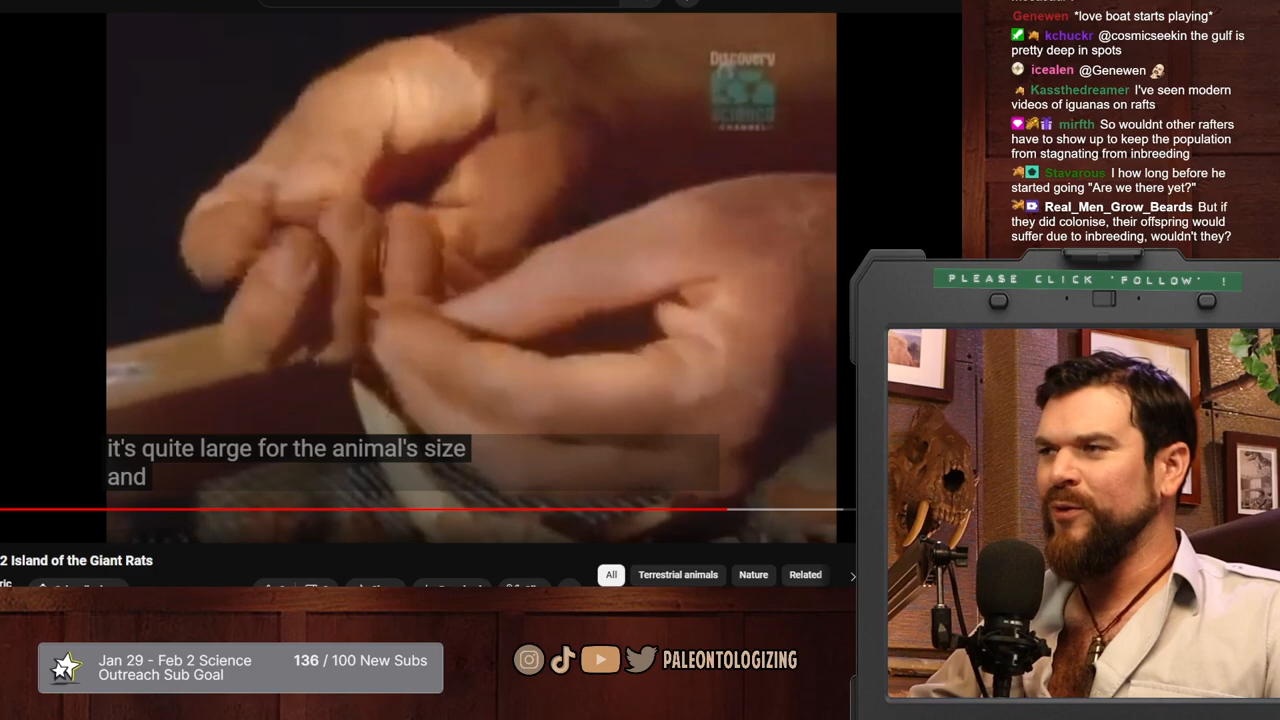 Genewen *love boat starts playing*
kchuckr @cosmicseekin the gulf is
pretty deep in spots
icealen @Genewen
Kassthedreamer I've seen modern
videos of iguanas on rafts
mirfth So wouldnt other rafters
have to show up to keep the population
from stagnating from inbreeding
Stavarous I how long before he
started going "Are we there yet?"
Real_Men_Grow_Beards But if
they did colonise, their offspring would
suffer due to inbreeding, wouldn't they?
Discovery
SCIENCE
CHANNEL
PLEASE CLICK 'FOLLOW' !
it's quite large for the animal's size
and
2 Island of the Giant Rats
All
Terrestrial animals
Nature
Related
Jan 29 - Feb 2 Science
Outreach Sub Goal
136 / 100 New Subs
PALEONTOLOGIZING